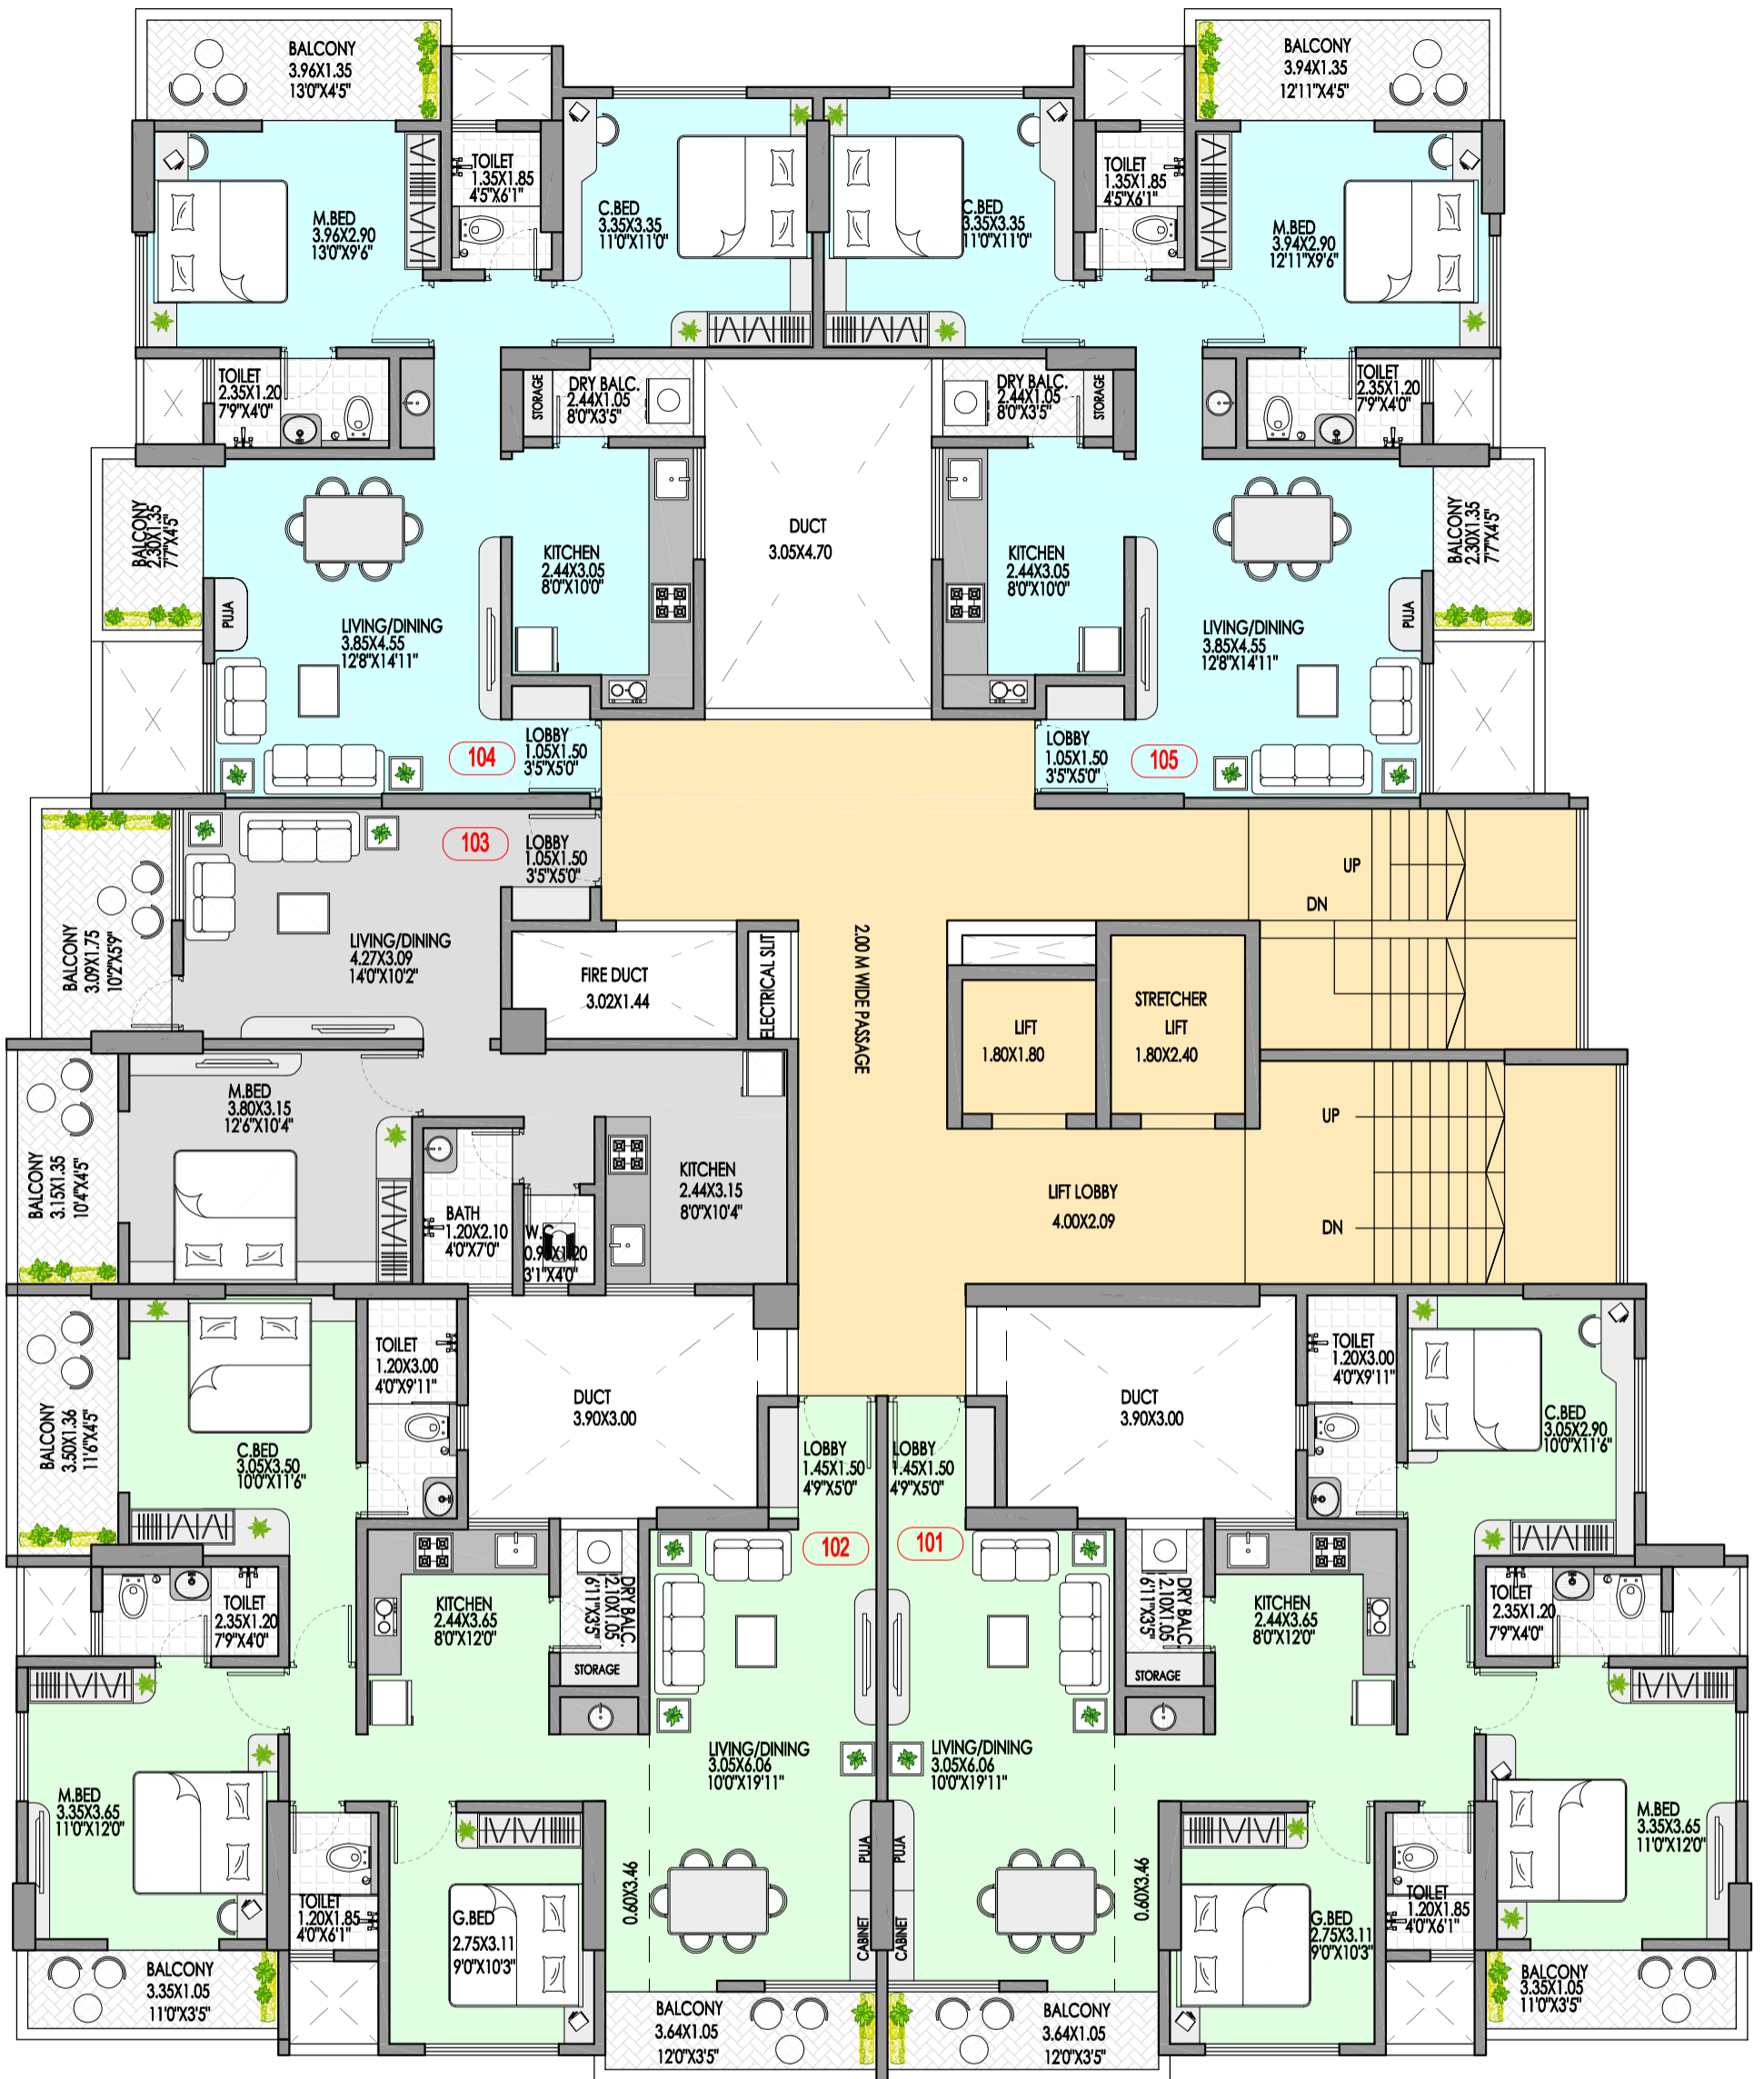 BALCONY
3.96X1.35
13'0"X4'5"
BALCONY
3.94X1.35
12'11"X4'5"
TOILET
1.35X1.85
4'5"X6'1"
TOILET
1.35X1.85
4'5"X6'1"
M.BED
3.96X2.90
13'0"X9'6"
C.BED
3.35X3.35
11'0"X11'0"
C.BED
3.35X3.35
11'0"X11'0"
M.BED
3.94X2.90
12'11"X9'6"
TOILET
2.35X1.20
7'9"X4'0"
STORAGE
DRY BALC.
2.44X1.05
8'0"X3'5"
DRY BALC.
2.44X1.05
8'0"X3'5"
STORAGE
TOILET
2.35X1.20
7'9"X4'0"
BALCONY
2.30X1.35
7'7"X4'5"
KITCHEN
2.44X3.05
8'0"X10'0"
DUCT
3.05X4.70
KITCHEN
2.44X3.05
8'0"X10'0"
BALCONY
2.30X1.35
7'7"X4'5"
PUJA
LIVING/DINING
3.85X4.55
12'8"X14'11"
LIVING/DINING
3.85X4.55
12'8"X14'11"
PUJA
104
LOBBY
1.05X1.50
3'5"X5'0"
LOBBY
1.05X1.50
3'5"X5'0"
105
103
LOBBY
1.05X1.50
3'5"X5'0"
UP
DN
BALCONY
3.09X1.75
10'2"X5'9"
LIVING/DINING
4.27X3.09
14'0"X10'2"
FIRE DUCT
3.02X1.44
ELECTRICAL SLIT
2.00 M WIDE PASSAGE
LIFT
1.80X1.80
STRETCHER
LIFT
1.80X2.40
M.BED
3.80X3.15
12'6"X10'4"
UP
BALCONY
3.15X1.35
10'4"X4'5"
BATH
1.20X2.10
4'0"X7'0"
W.C
0.90X1.20
3'1"X4'0"
KITCHEN
2.44X3.15
8'0"X10'4"
LIFT LOBBY
4.00X2.09
DN
TOILET
1.20X3.00
4'0"X9'11"
TOILET
1.20X3.00
4'0"X9'11"
BALCONY
3.50X1.36
11'6"X4'5"
DUCT
3.90X3.00
DUCT
3.90X3.00
C.BED
3.05X3.50
10'0"X11'6"
LOBBY
1.45X1.50
4'9"X5'0"
LOBBY
1.45X1.50
4'9"X5'0"
C.BED
3.05X2.90
10'0"X11'6"
102
101
TOILET
2.35X1.20
7'9"X4'0"
KITCHEN
2.44X3.65
8'0"X12'0"
DRY BALC.
2.10X1.05
6'11"X3'5"
STORAGE
DRY BALC.
2.10X1.05
6'11"X3'5"
STORAGE
KITCHEN
2.44X3.65
8'0"X12'0"
TOILET
2.35X1.20
7'9"X4'0"
LIVING/DINING
3.05X6.06
10'0"X19'11"
LIVING/DINING
3.05X6.06
10'0"X19'11"
M.BED
3.35X3.65
11'0"X12'0"
M.BED
3.35X3.65
11'0"X12'0"
PUJA
PUJA
TOILET
1.20X1.85
4'0"X6'1"
G.BED
2.75X3.11
9'0"X10'3"
0.60X3.46
CABINET
CABINET
0.60X3.46
G.BED
2.75X3.11
9'0"X10'3"
TOILET
1.20X1.85
4'0"X6'1"
BALCONY
3.35X1.05
11'0"X3'5"
BALCONY
3.64X1.05
12'0"X3'5"
BALCONY
3.64X1.05
12'0"X3'5"
BALCONY
3.35X1.05
11'0"X3'5"